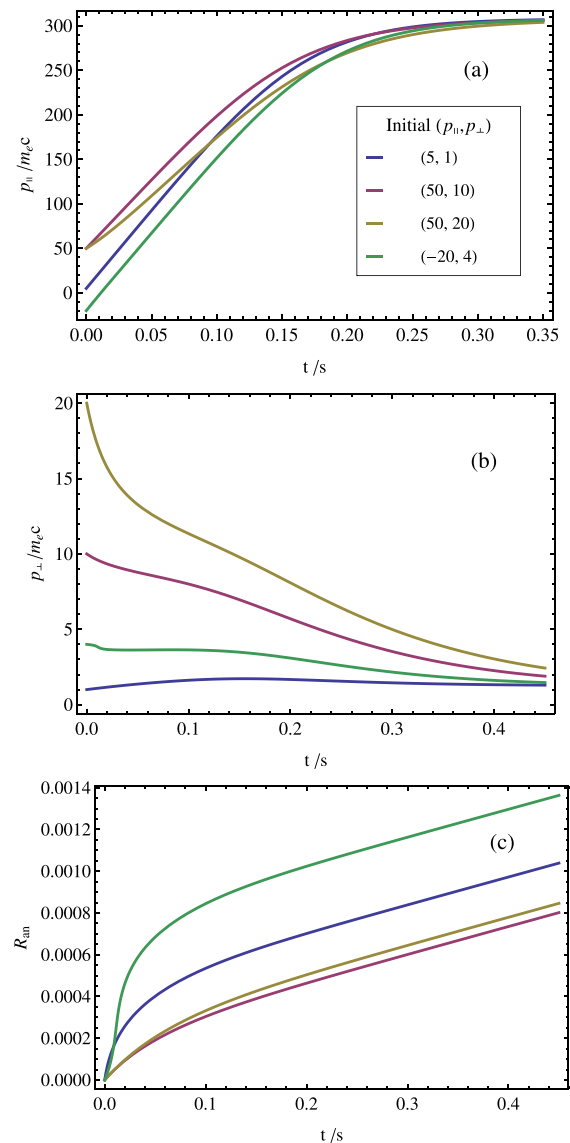 300
250
200
150
100
50
0
p∥/mₑc
(a)
Initial (p∥,p⊥)
(5, 1)
(50, 10)
(50, 20)
(−20, 4)
0.00 0.05 0.10 0.15 0.20 0.25 0.30 0.35
t /s
20
15
10
5
0
p⊥/mₑc
(b)
0.0 0.1 0.2 0.3 0.4
t /s
0.0014
0.0012
0.0010
0.0008
0.0006
0.0004
0.0002
0.0000
Rₐₙ
(c)
0.0 0.1 0.2 0.3 0.4
t /s